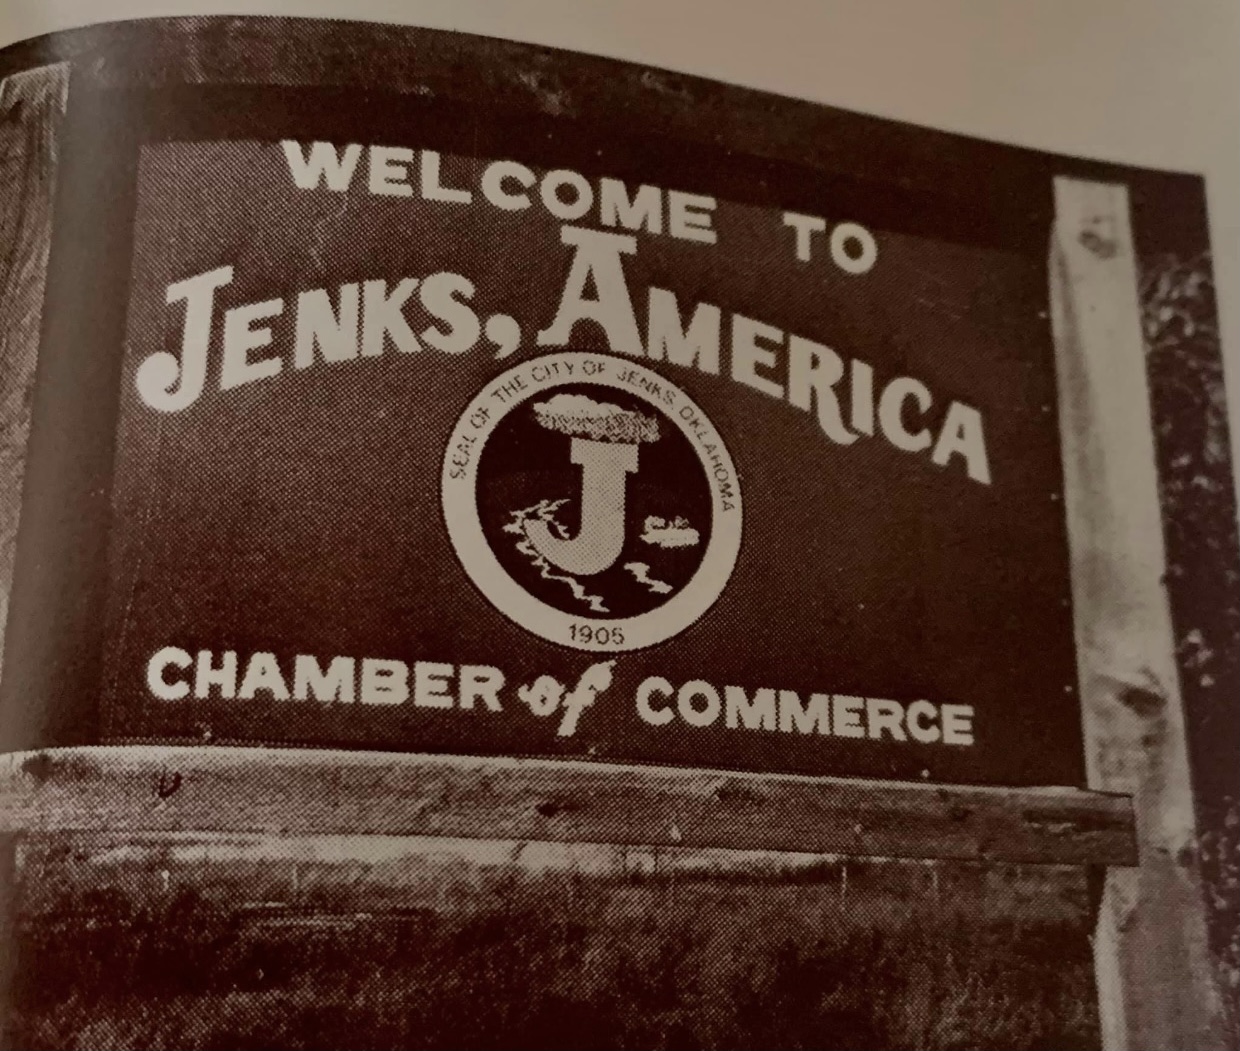 WELCOME TO
JENKS, AMERICA
SEAL OF THE CITY OF JENKS, OKLAHOMA
J
1905
CHAMBER of COMMERCE